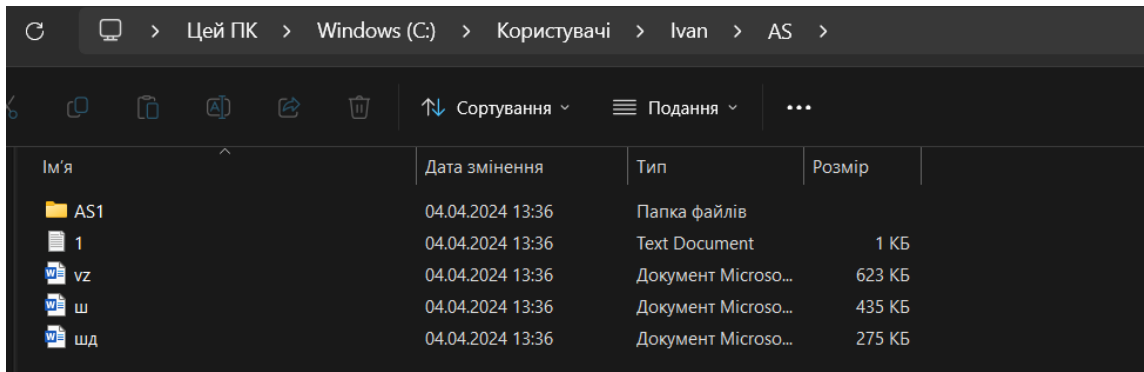 Цей ПК > Windows (C:) > Користувачі > Ivan > AS >
Сортування Подання
Ім'я Дата змінення Тип Розмір
AS1 04.04.2024 13:36 Папка файлів
1 04.04.2024 13:36 Text Document 1 КБ
vz 04.04.2024 13:36 Документ Microso... 623 КБ
ш 04.04.2024 13:36 Документ Microso... 435 КБ
шд 04.04.2024 13:36 Документ Microso... 275 КБ